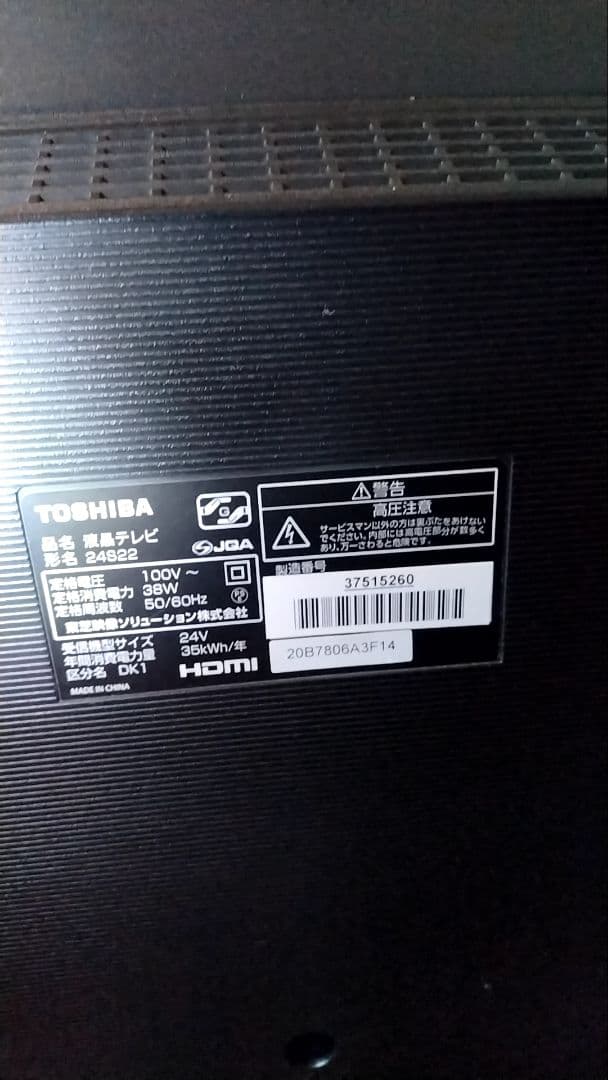 TOSHIBA
品名 液晶テレビ
形名 24S22
G
JQA
定格電圧 100V～
定格消費電力 38W
定格周波数 50/60Hz
PS
東芝映像ソリューション株式会社
受信機型サイズ 24V
年間消費電力量 35kWh/年
区分名 DK1
HDMI
MADE IN CHINA
警告
高圧注意
サービスマン以外の方は裏ぶたをあけない
でください。内部には高電圧部分が数多く
あり、万一さわると危険です。
製造番号
37515260
20B7806A3F14